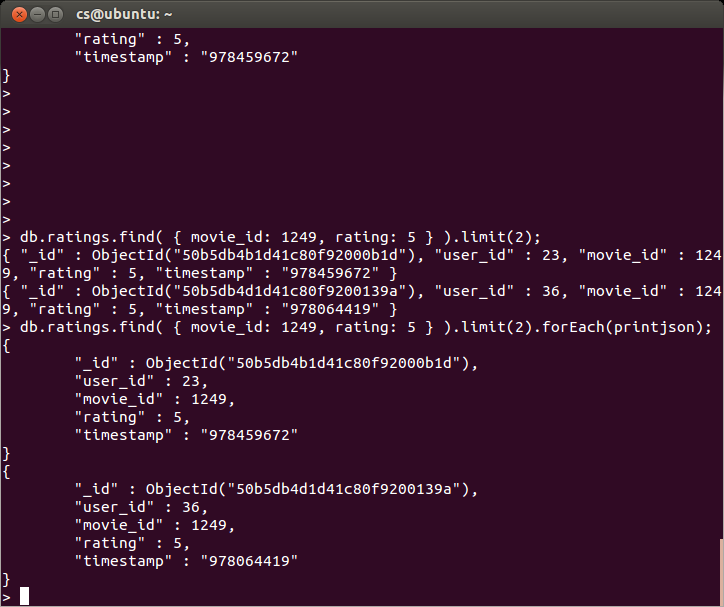 cs@ubuntu: ~
        "rating" : 5,
        "timestamp" : "978459672"
}
>
>
>
>
>
>
>
>
> db.ratings.find( { movie_id: 1249, rating: 5 } ).limit(2);
{ "_id" : ObjectId("50b5db4b1d41c80f92000b1d"), "user_id" : 23, "movie_id" : 124
9, "rating" : 5, "timestamp" : "978459672" }
{ "_id" : ObjectId("50b5db4d1d41c80f9200139a"), "user_id" : 36, "movie_id" : 124
9, "rating" : 5, "timestamp" : "978064419" }
> db.ratings.find( { movie_id: 1249, rating: 5 } ).limit(2).forEach(printjson);
{
        "_id" : ObjectId("50b5db4b1d41c80f92000b1d"),
        "user_id" : 23,
        "movie_id" : 1249,
        "rating" : 5,
        "timestamp" : "978459672"
}
{
        "_id" : ObjectId("50b5db4d1d41c80f9200139a"),
        "user_id" : 36,
        "movie_id" : 1249,
        "rating" : 5,
        "timestamp" : "978064419"
}
>